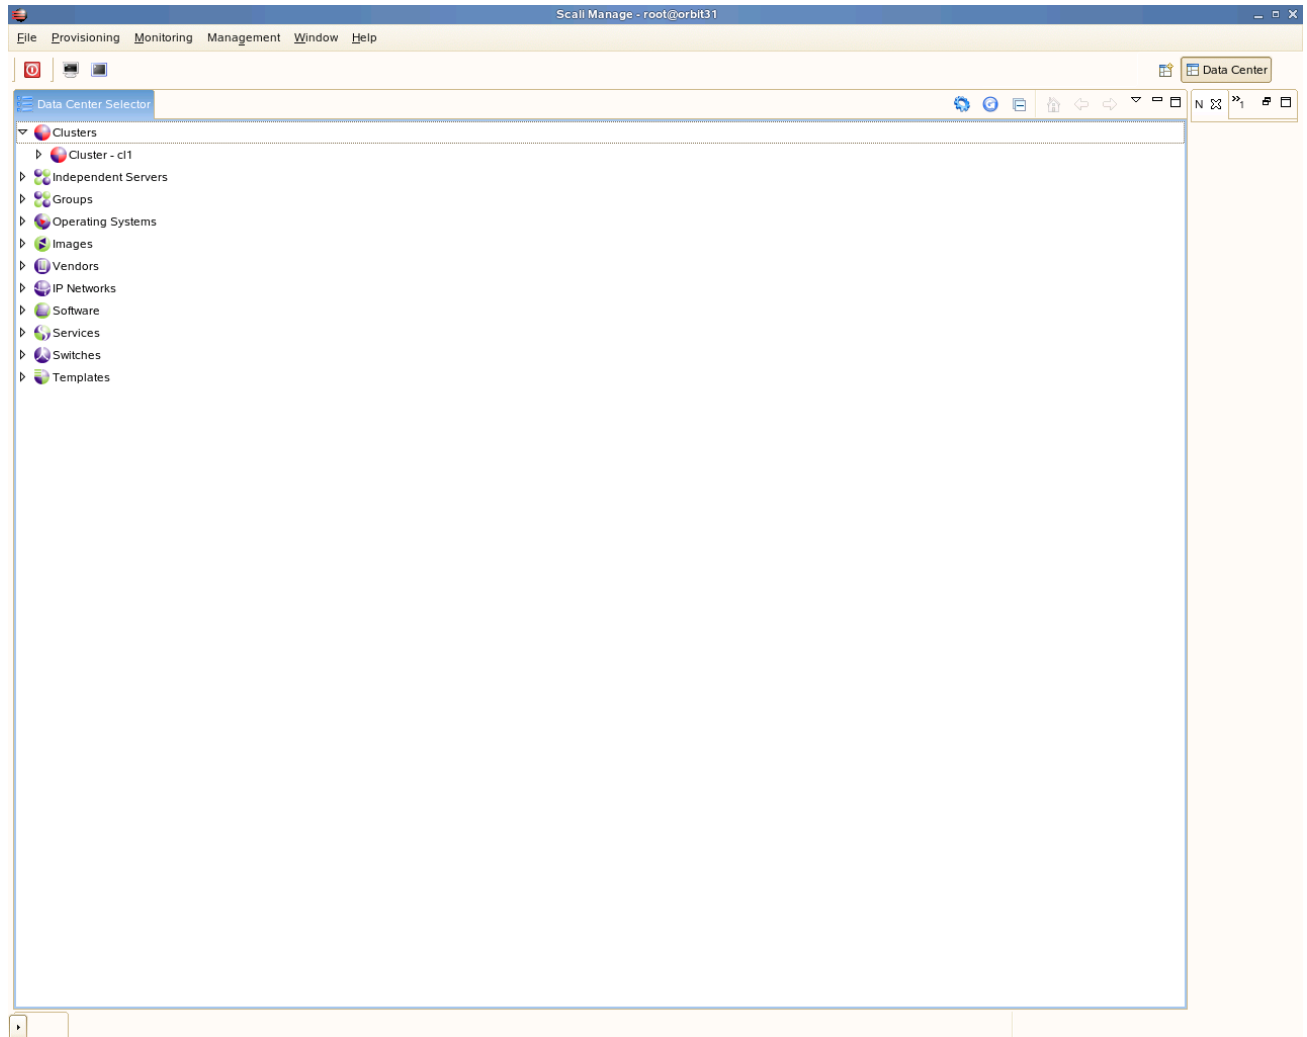 Scali Manage - root@orbit31
File Provisioning Monitoring Management Window Help
Data Center
Data Center Selector
N
»1
Clusters
Cluster - cl1
Independent Servers
Groups
Operating Systems
Images
Vendors
IP Networks
Software
Services
Switches
Templates